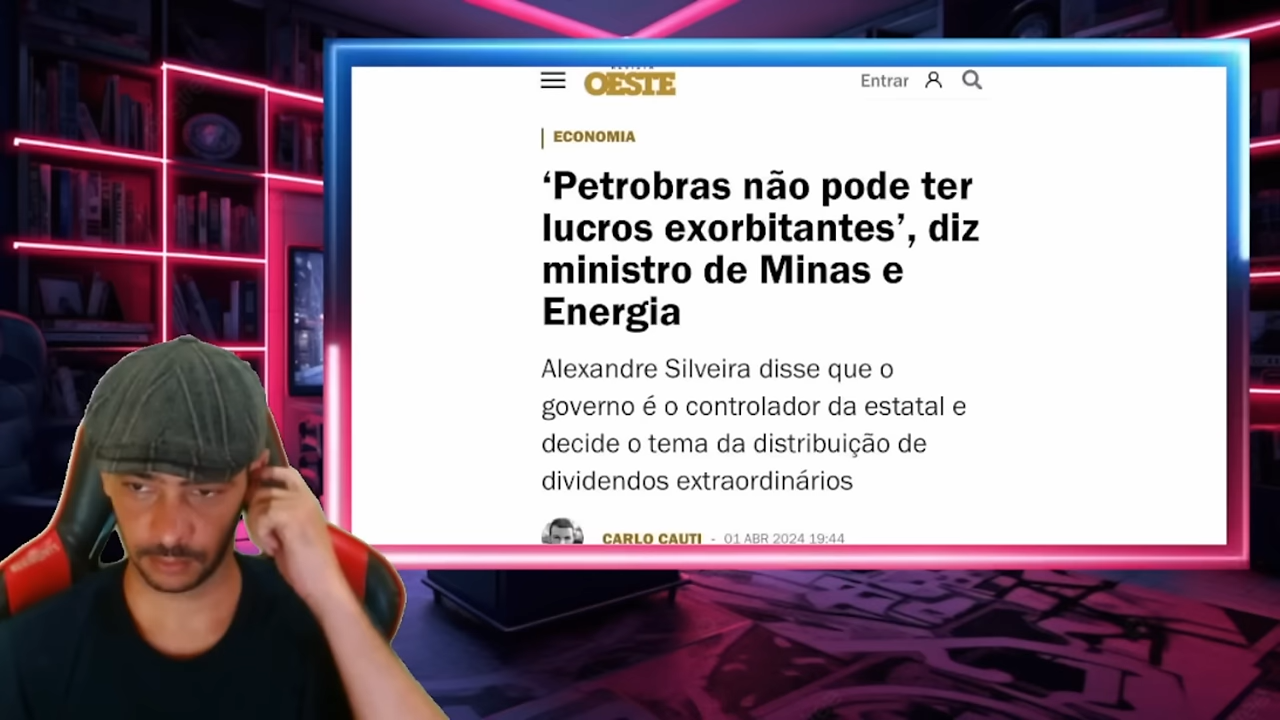 OESTE
Entrar
ECONOMIA
‘Petrobras não pode ter
lucros exorbitantes’, diz
ministro de Minas e
Energia
Alexandre Silveira disse que o
governo é o controlador da estatal e
decide o tema da distribuição de
dividendos extraordinários
CARLO CAUTI - 01 ABR 2024 19:44